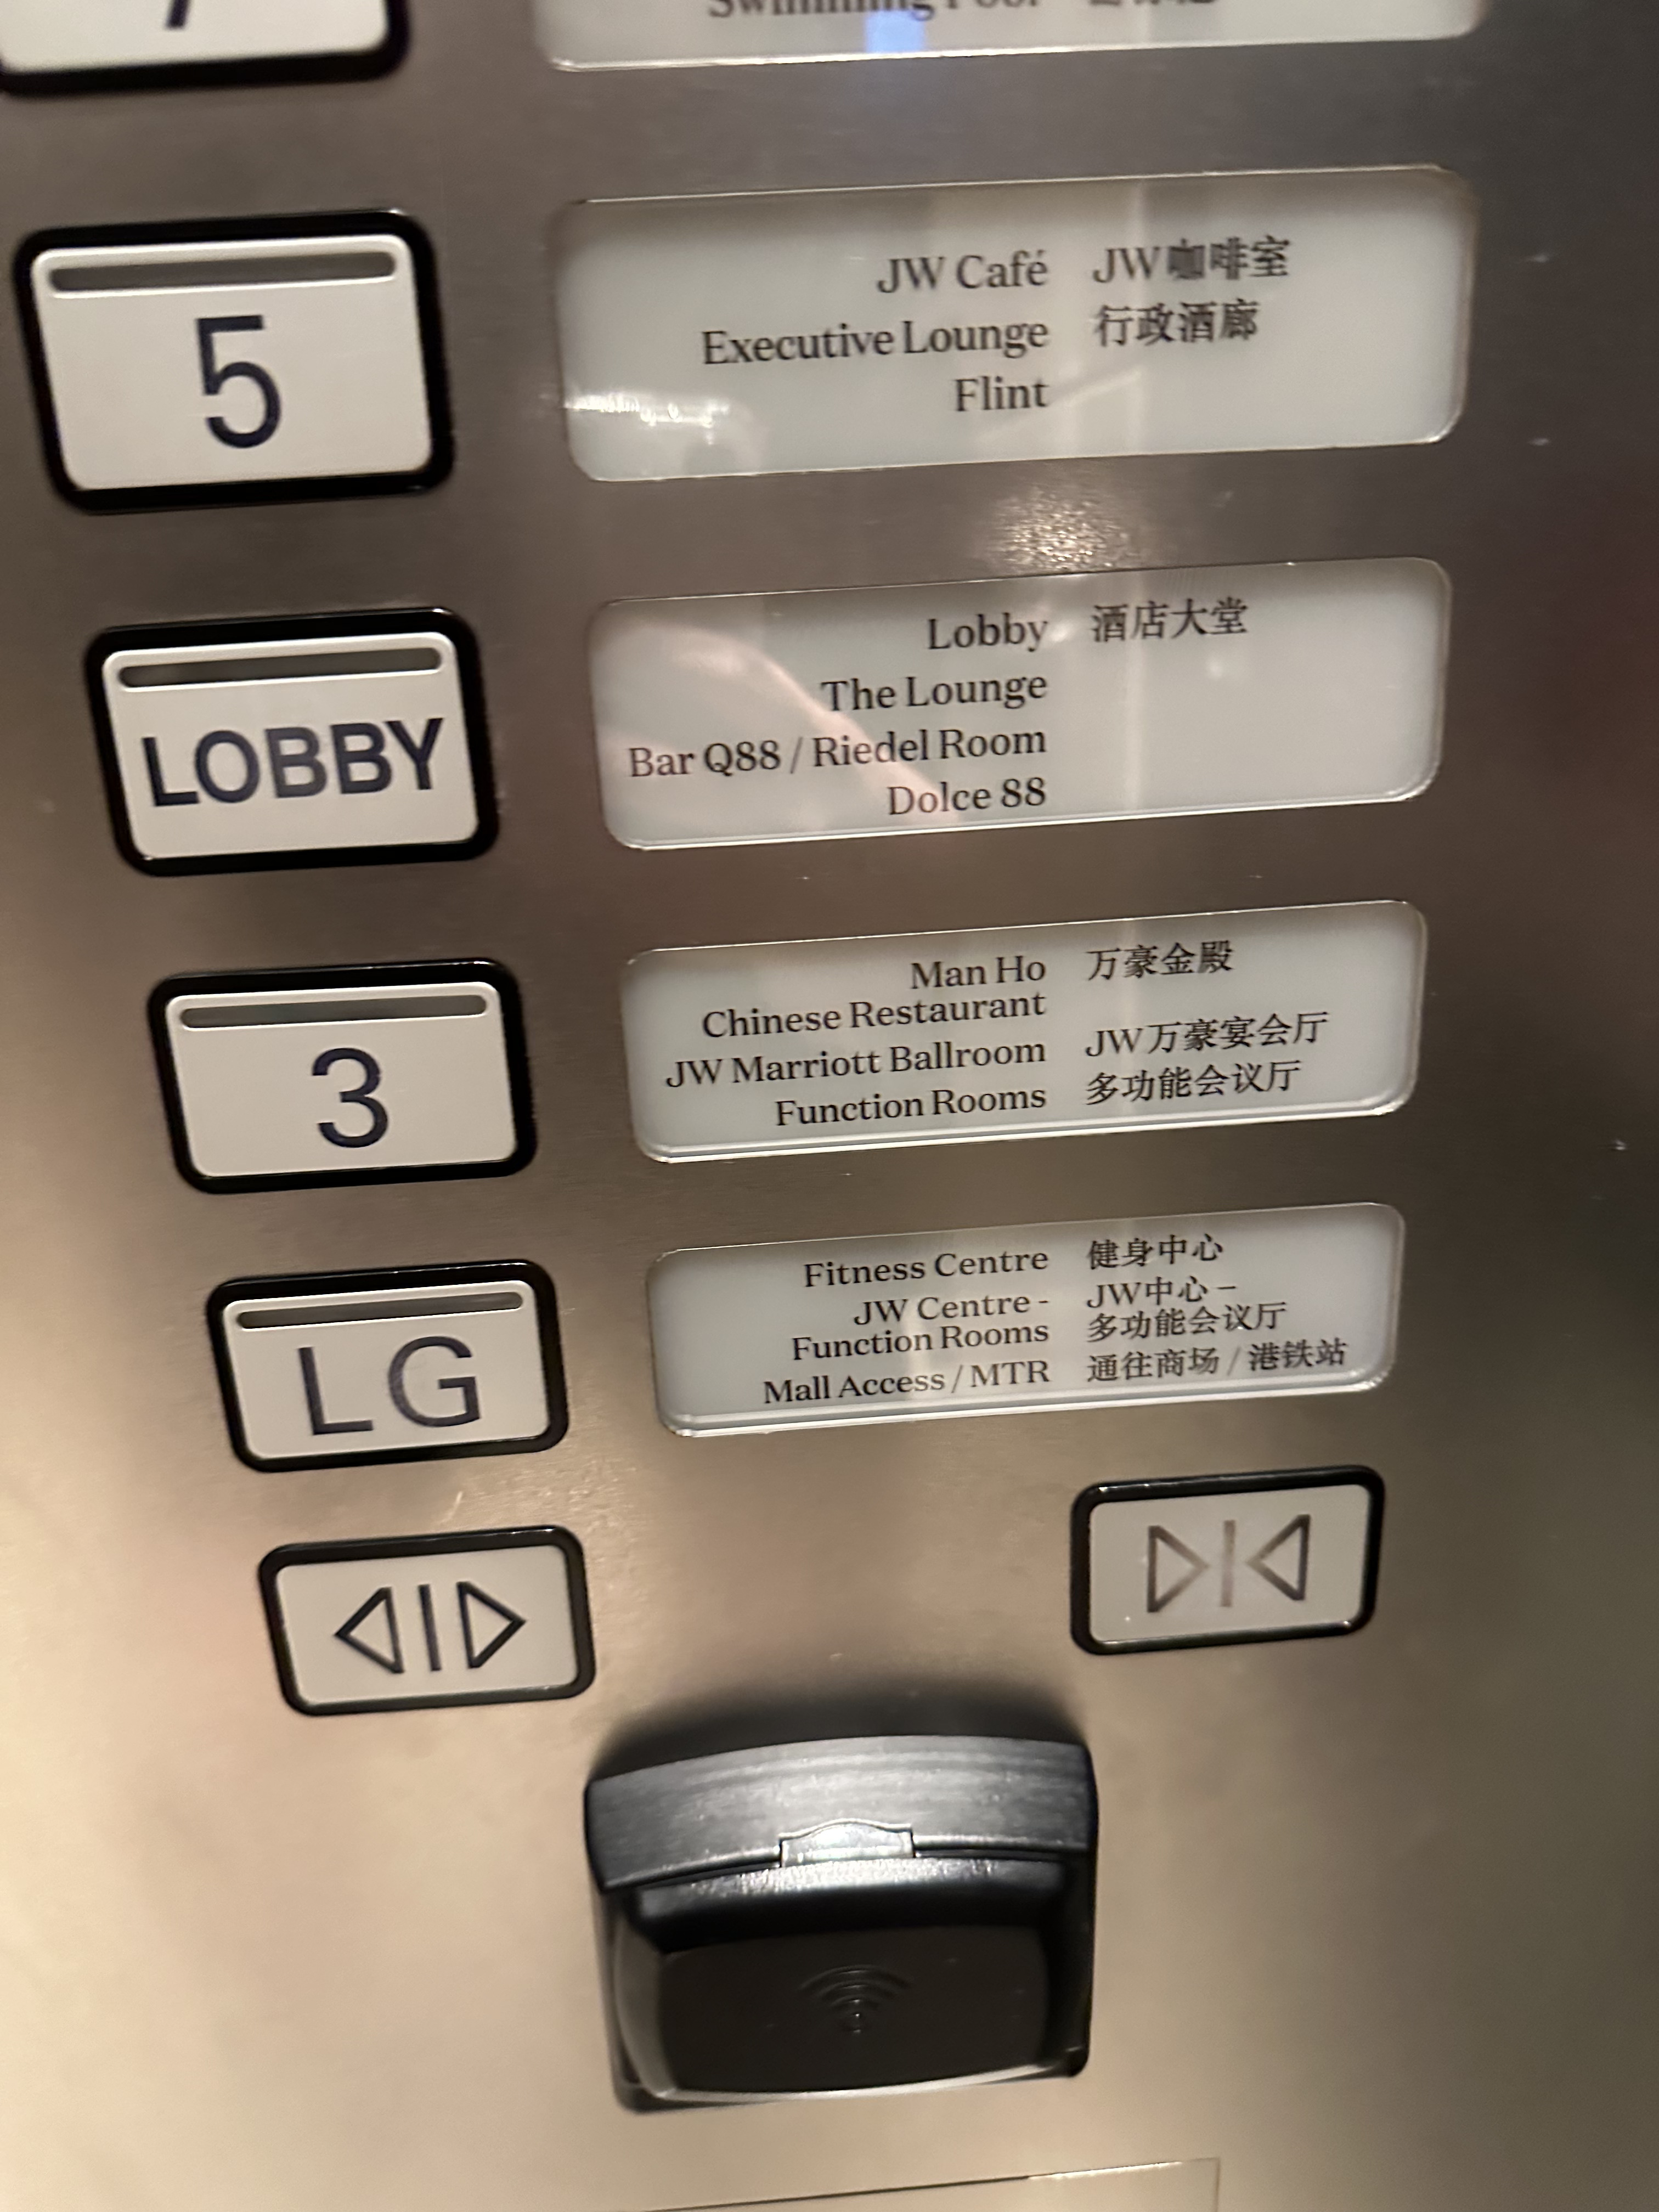 7
Swimming Pool
5
JW Café JW咖啡室
Executive Lounge 行政酒廊
Flint
LOBBY
Lobby 酒店大堂
The Lounge
Bar Q88 / Riedel Room
Dolce 88
3
Man Ho 万豪金殿
Chinese Restaurant
JW Marriott Ballroom JW万豪宴会厅
Function Rooms 多功能会议厅
LG
Fitness Centre 健身中心
JW Centre - JW中心 –
Function Rooms 多功能会议厅
Mall Access / MTR 通往商场 / 港铁站